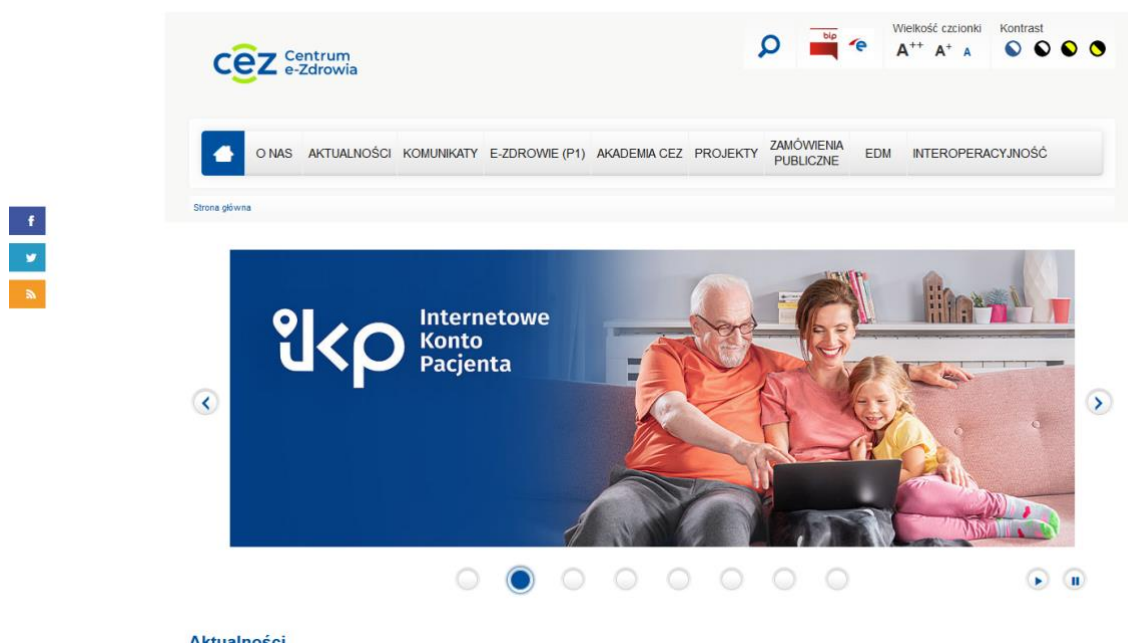 cez Centrum
e-Zdrowia
bip
Wielkość czcionki
A++ A+ A
Kontrast
O NAS AKTUALNOŚCI KOMUNIKATY E-ZDROWIE (P1) AKADEMIA CEZ PROJEKTY ZAMÓWIENIA PUBLICZNE EDM INTEROPERACYJNOŚĆ
Strona główna
f
ikp
Internetowe
Konto
Pacjenta
Aktualności